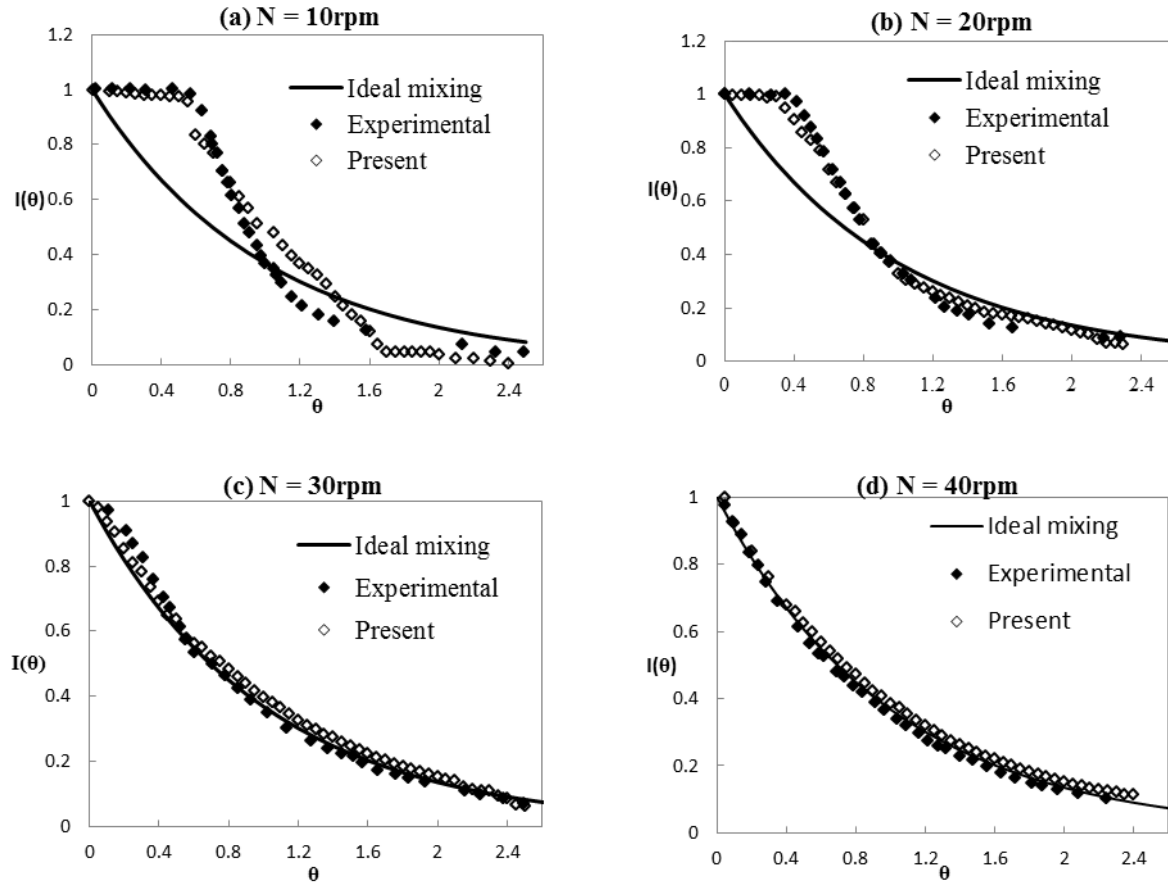 (a) N = 10rpm
1.2
1
0.8
0.6
0.4
0.2
0
I(θ)
Ideal mixing
Experimental
Present
0 0.4 0.8 1.2 1.6 2 2.4
θ
(b) N = 20rpm
1.2
1
0.8
0.6
0.4
0.2
0
I(θ)
Ideal mixing
Experimental
Present
0 0.4 0.8 1.2 1.6 2 2.4
θ
(c) N = 30rpm
1
0.8
0.6
0.4
0.2
0
I(θ)
Ideal mixing
Experimental
Present
0 0.4 0.8 1.2 1.6 2 2.4
θ
(d) N = 40rpm
1
0.8
0.6
0.4
0.2
0
I(θ)
Ideal mixing
Experimental
Present
0 0.4 0.8 1.2 1.6 2 2.4
θ